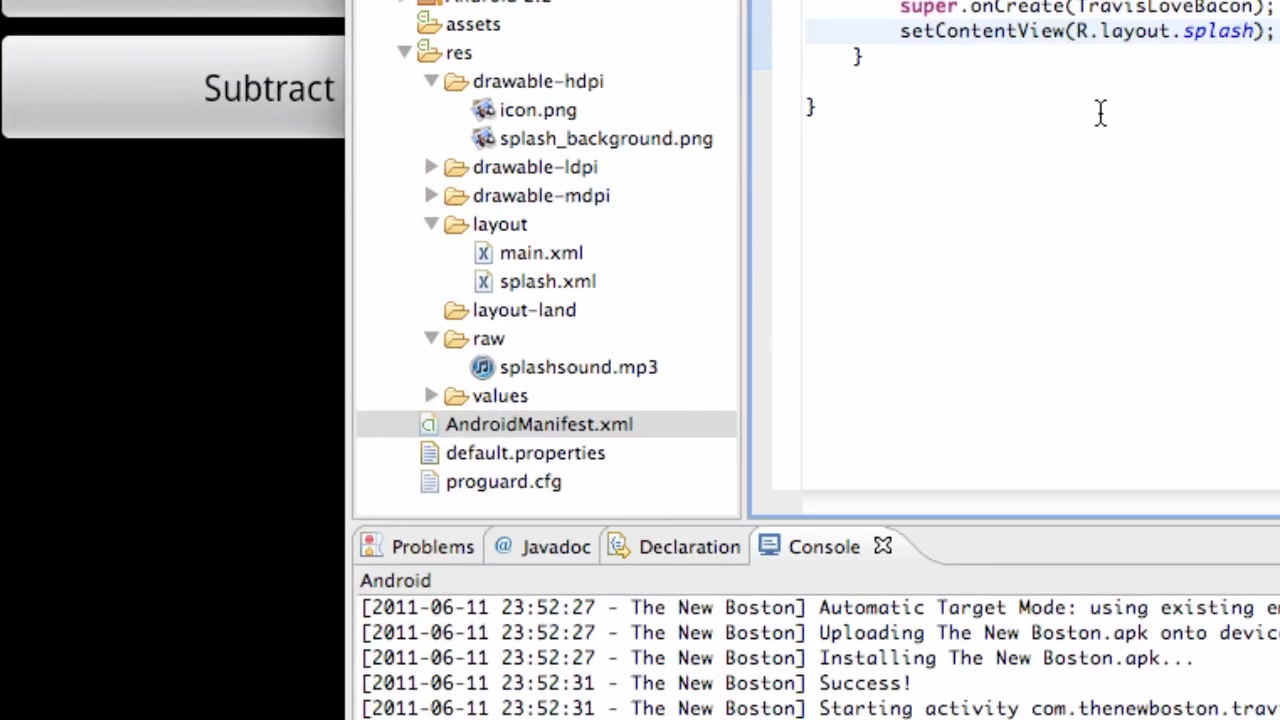 Subtract
assets
res
drawable-hdpi
icon.png
splash_background.png
drawable-ldpi
drawable-mdpi
layout
main.xml
splash.xml
layout-land
raw
splashsound.mp3
values
AndroidManifest.xml
default.properties
proguard.cfg
super.onCreate(TravisLoveBacon);
setContentView(R.layout.splash);
}
}
Problems @ Javadoc Declaration Console
Android
[2011-06-11 23:52:27 - The New Boston] Automatic Target Mode: using existing
[2011-06-11 23:52:27 - The New Boston] Uploading The New Boston.apk onto
[2011-06-11 23:52:27 - The New Boston] Installing The New Boston.apk...
[2011-06-11 23:52:31 - The New Boston] Success!
[2011-06-11 23:52:31 - The New Boston] Starting activity com.thenewboston.trav